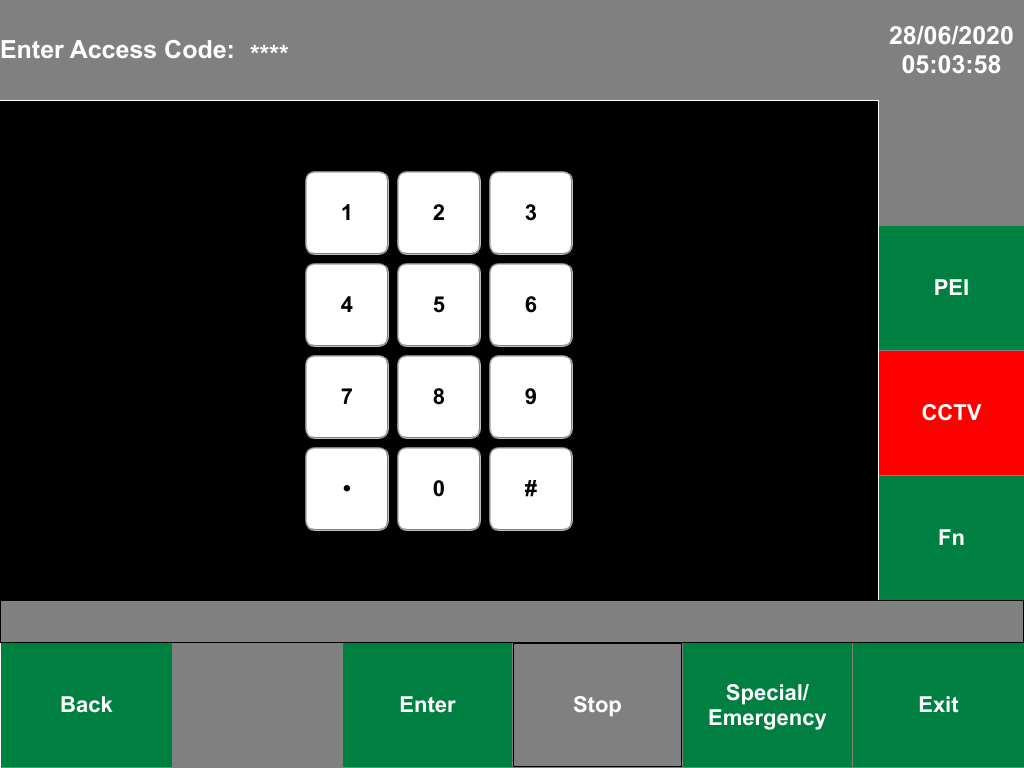 Enter Access Code: ****
28/06/2020
05:03:58
1 2 3
4 5 6
7 8 9
• 0 #
PEI
CCTV
Fn
Back
Enter
Stop
Special/
Emergency
Exit